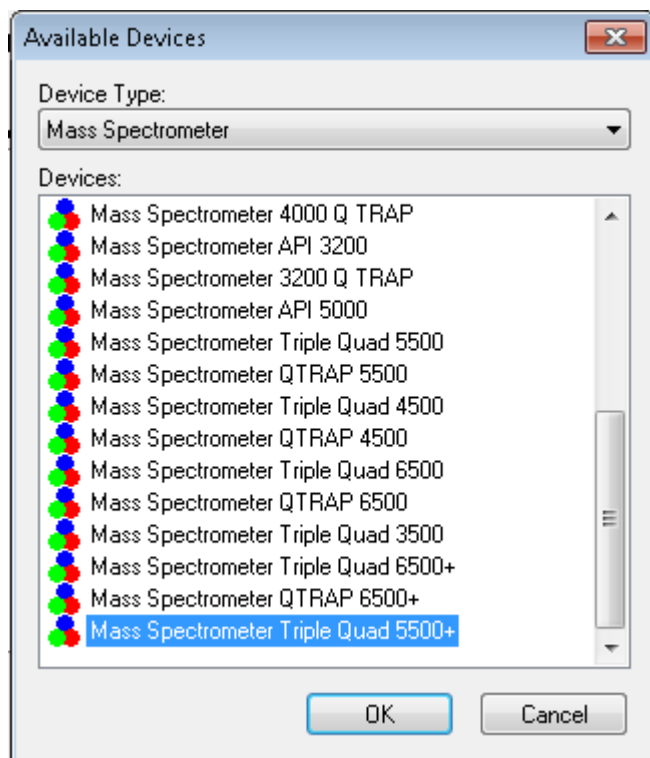 Available Devices
Device Type:
Mass Spectrometer
Devices:
Mass Spectrometer 4000 Q TRAP
Mass Spectrometer API 3200
Mass Spectrometer 3200 Q TRAP
Mass Spectrometer API 5000
Mass Spectrometer Triple Quad 5500
Mass Spectrometer QTRAP 5500
Mass Spectrometer Triple Quad 4500
Mass Spectrometer QTRAP 4500
Mass Spectrometer Triple Quad 6500
Mass Spectrometer QTRAP 6500
Mass Spectrometer Triple Quad 3500
Mass Spectrometer Triple Quad 6500+
Mass Spectrometer QTRAP 6500+
Mass Spectrometer Triple Quad 5500+
OK Cancel